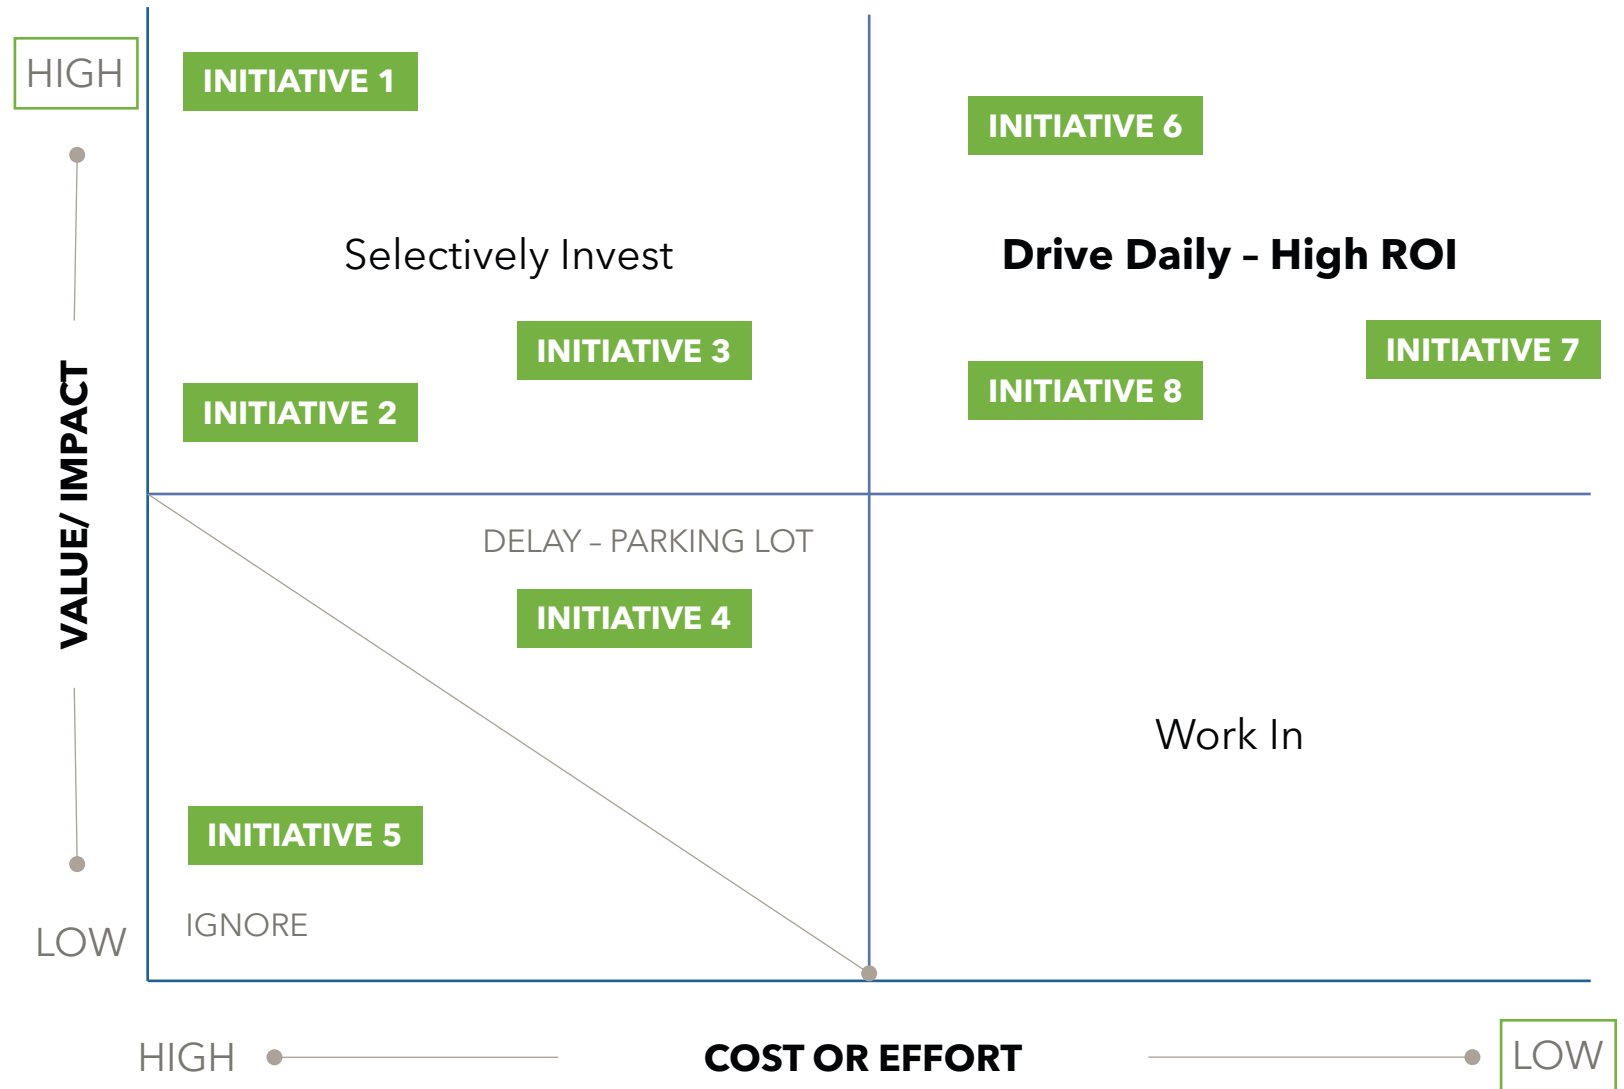 HIGH
INITIATIVE 1
INITIATIVE 6
Selectively Invest
Drive Daily – High ROI
INITIATIVE 3
INITIATIVE 7
INITIATIVE 2
INITIATIVE 8
VALUE/ IMPACT
DELAY – PARKING LOT
INITIATIVE 4
Work In
INITIATIVE 5
IGNORE
LOW
HIGH
COST OR EFFORT
LOW